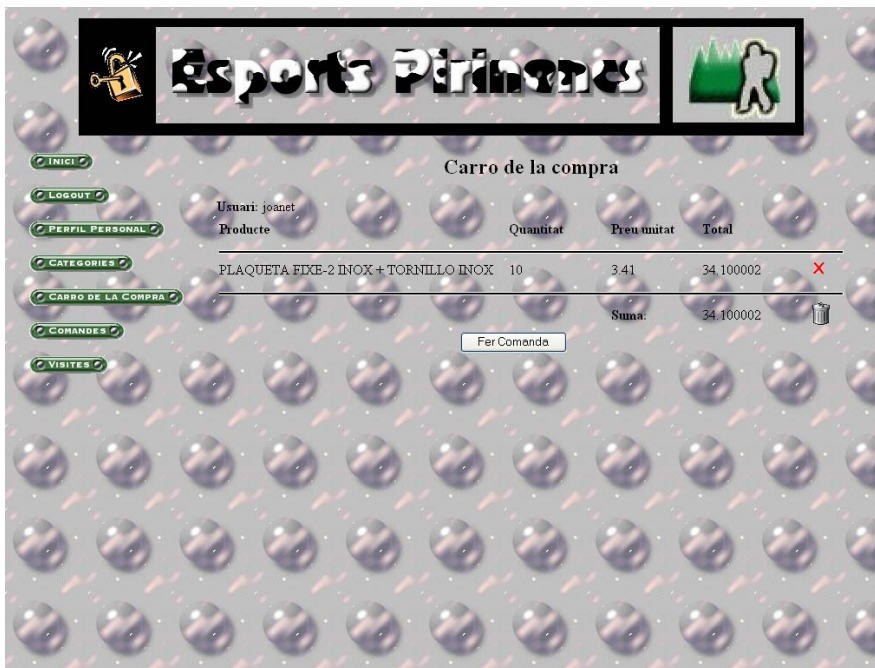 Esports Pirinencs
INICI
Carro de la compra
LOGOUT
Usuari: joanet
PERFIL PERSONAL
Producte Quantitat Preu unitat Total
CATEGORIES
PLAQUETA FIXE-2 INOX + TORNILLO INOX 10 3.41 34.100002
CARRO DE LA COMPRA
Suma: 34.100002
COMANDES
Fer Comanda
VISITES